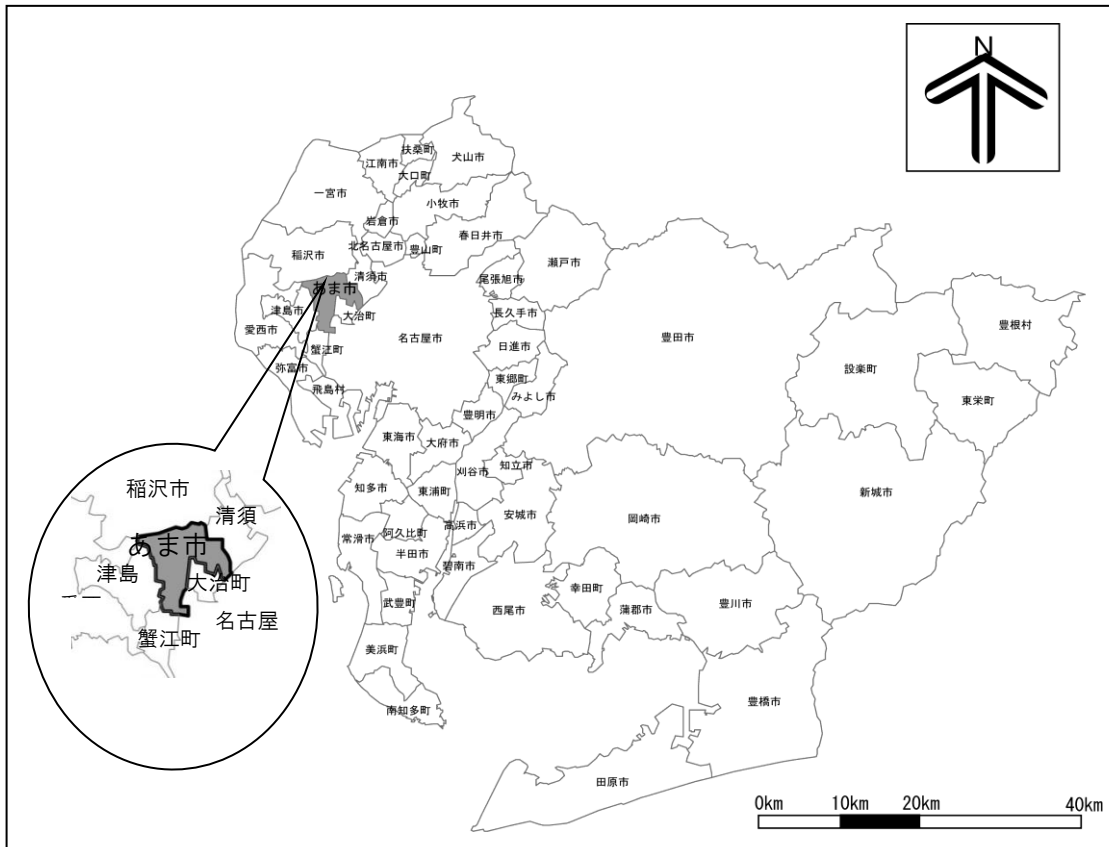 N
扶桑町
江南市
犬山市
大口町
一宮市
小牧市
岩倉市
春日井市
北名古屋市
豊山町
稲沢市
瀬戸市
清須市
尾張旭市
あま市
津島市
長久手市
大治町
豊根村
愛西市
名古屋市
豊田市
日進市
蟹江町
設楽町
弥富市
東郷町
飛島村
みよし市
東栄町
豊明市
東海市
大府市
刈谷市
知立市
知多市
東浦町
新城市
安城市
岡崎市
高浜市
阿久比町
常滑市
半田市
碧南市
幸田町
武豊町
西尾市
蒲郡市
豊川市
美浜町
豊橋市
南知多町
田原市
稲沢市
清須
あま市
津島
大治町
名古屋
蟹江町
0km 10km 20km 40km